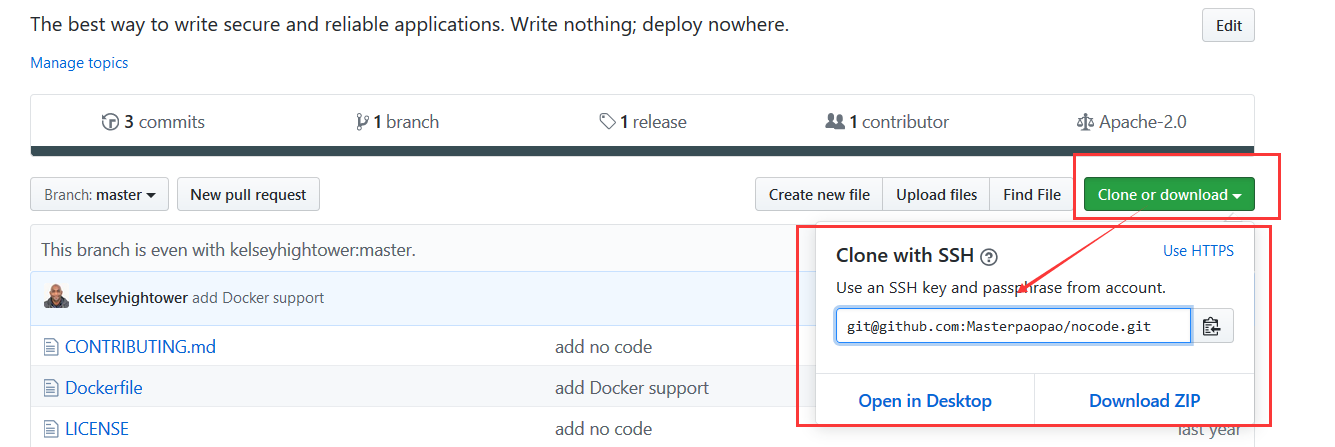 The best way to write secure and reliable applications. Write nothing; deploy nowhere.
Edit
Manage topics
3 commits
1 branch
1 release
1 contributor
Apache-2.0
Branch: master
New pull request
Create new file
Upload files
Find File
Clone or download
This branch is even with kelseyhightower:master.
Clone with SSH
Use HTTPS
Use an SSH key and passphrase from account.
kelseyhightower add Docker support
git@github.com:Masterpaopao/nocode.git
CONTRIBUTING.md
add no code
Dockerfile
add Docker support
Open in Desktop
Download ZIP
LICENSE
add no code
last year